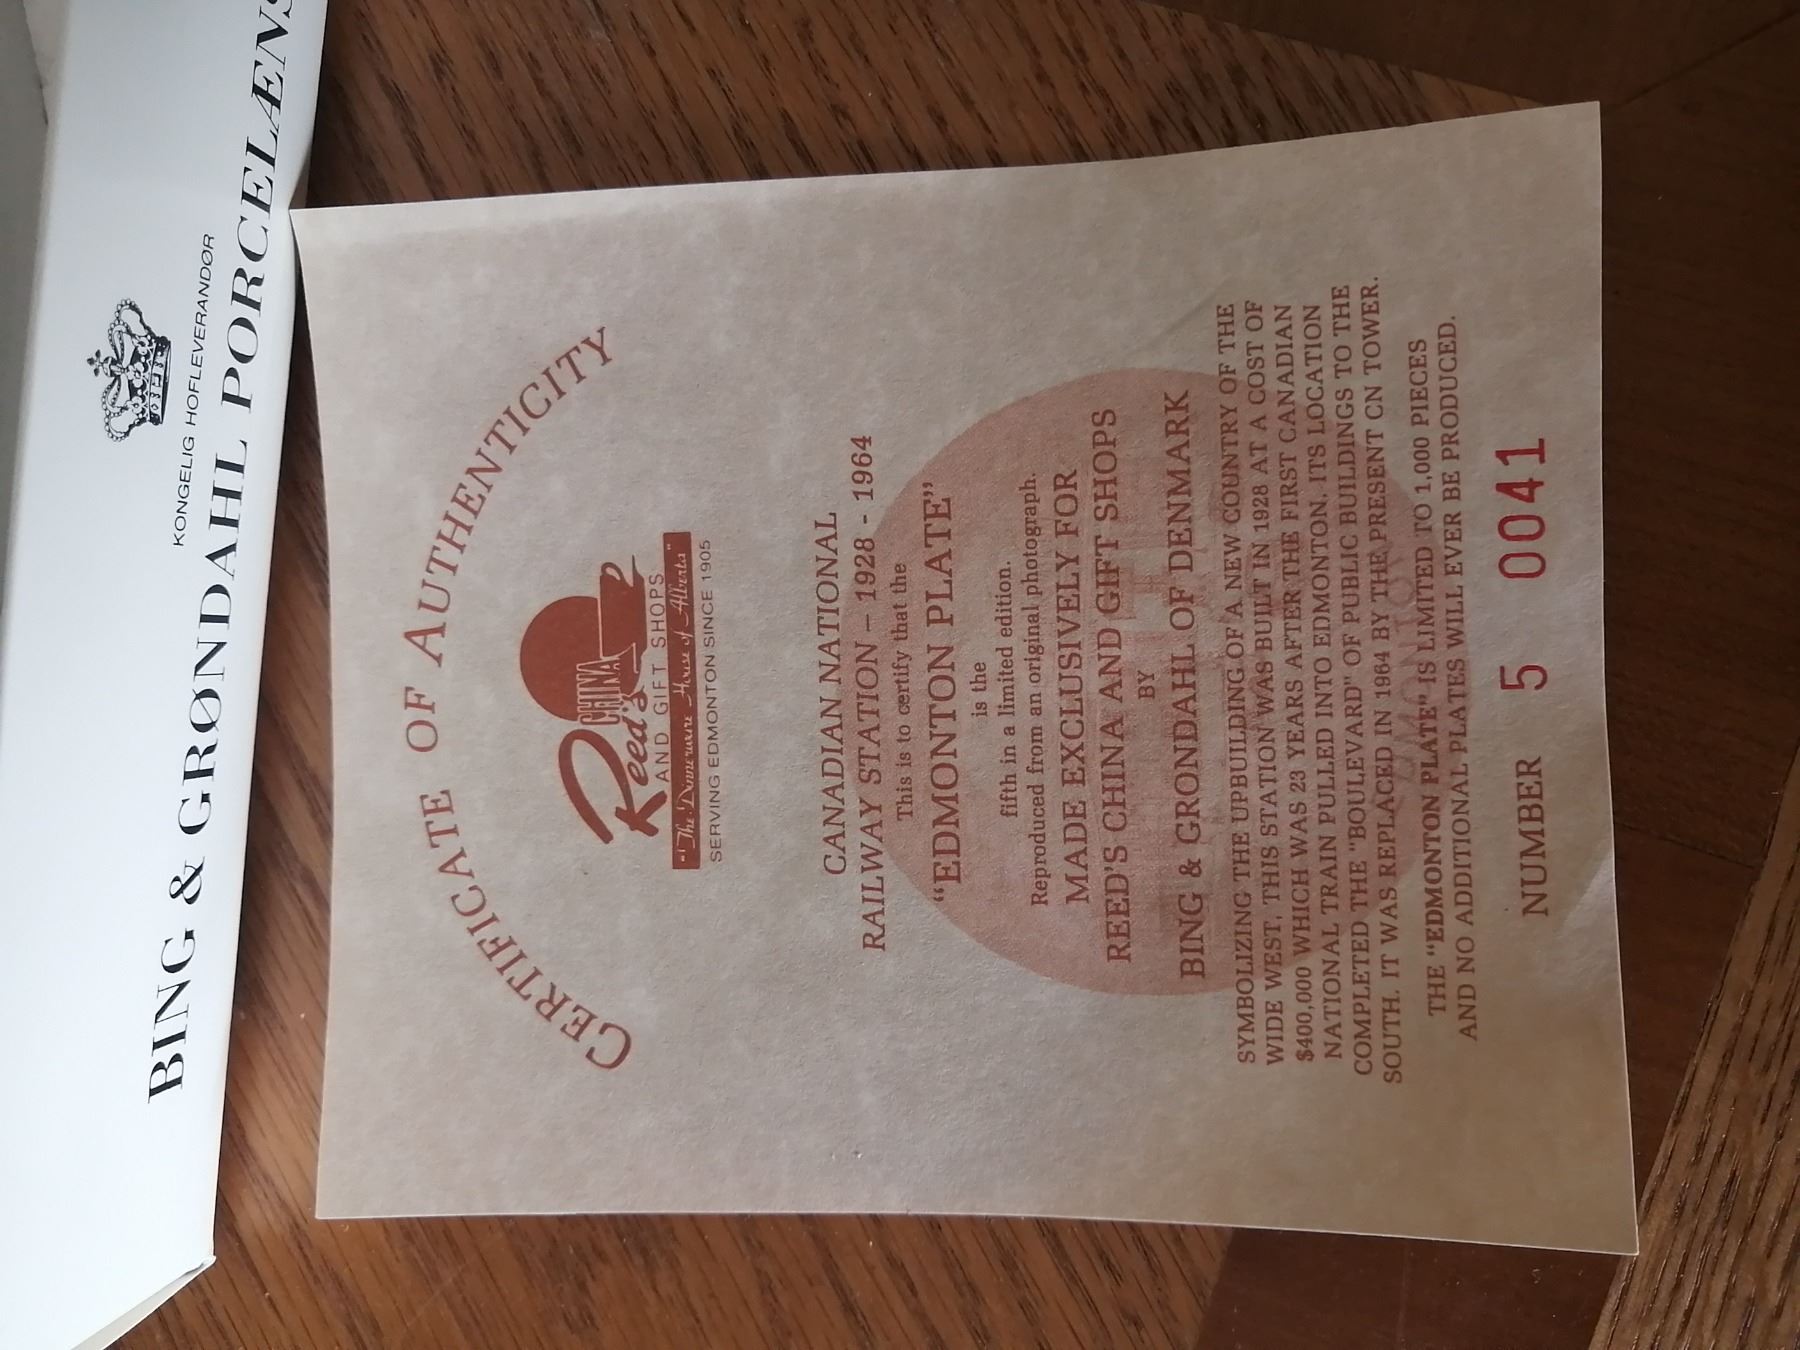 KONGELIG HOFLEVERANDØR
BING & GRØNDAHL PORCELÆNS
CERTIFICATE OF AUTHENTICITY
Reed's CHINA
AND GIFT SHOPS
"The Dinnerware House of Alberta"
SERVING EDMONTON SINCE 1905
CANADIAN NATIONAL
RAILWAY STATION – 1928 - 1964
This is to certify that the
“EDMONTON PLATE”
is the
fifth in a limited edition.
Reproduced from an original photograph.
MADE EXCLUSIVELY FOR
REED'S CHINA AND GIFT SHOPS
BY
BING & GRONDAHL OF DENMARK
SYMBOLIZING THE UPBUILDING OF A NEW COUNTRY OF THE
WIDE WEST, THIS STATION WAS BUILT IN 1928 AT A COST OF
$400,000 WHICH WAS 23 YEARS AFTER THE FIRST CANADIAN
NATIONAL TRAIN PULLED INTO EDMONTON. ITS LOCATION
COMPLETED THE "BOULEVARD" OF PUBLIC BUILDINGS TO THE
SOUTH. IT WAS REPLACED IN 1964 BY THE PRESENT CN TOWER.
THE “EDMONTON PLATE” IS LIMITED TO 1,000 PIECES
AND NO ADDITIONAL PLATES WILL EVER BE PRODUCED.
NUMBER 5 0041